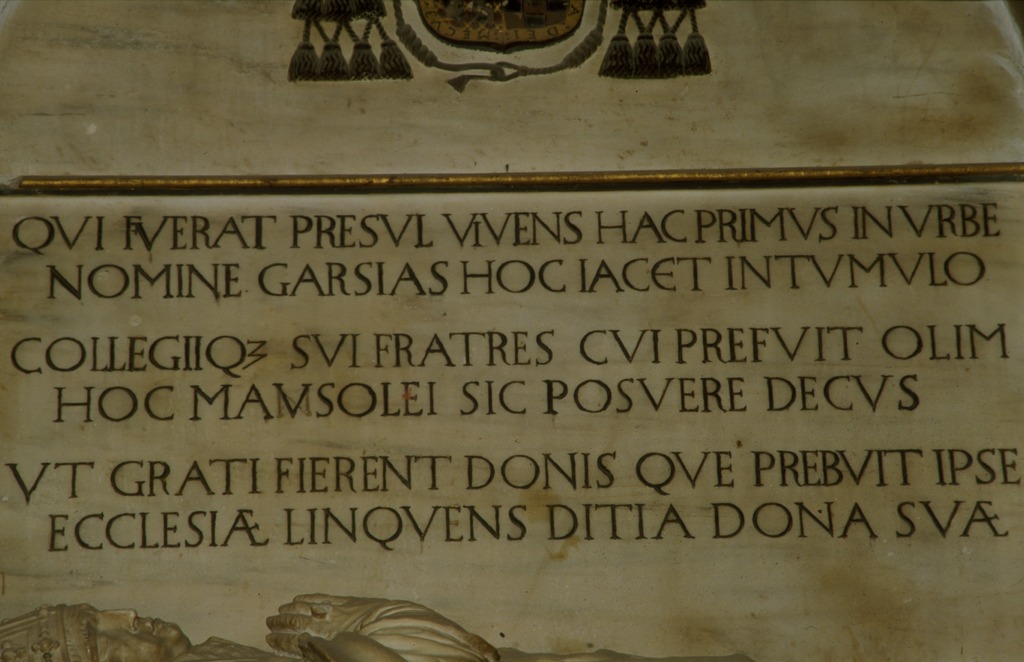 QVI FVERAT PRESVL VIVENS HAC PRIMVS IN VRBE
NOMINE GARSIAS HOC IACET IN TVMVLO
COLLEGIIQꝫ SVI FRATRES CVI PREFVIT OLIM
HOC MAVSOLEI SIC POSVERE DECVS
VT GRATI FIERENT DONIS QVE PREBVIT IPSE
ECCLESIÆ LINQVENS DITIA DONA SVÆ